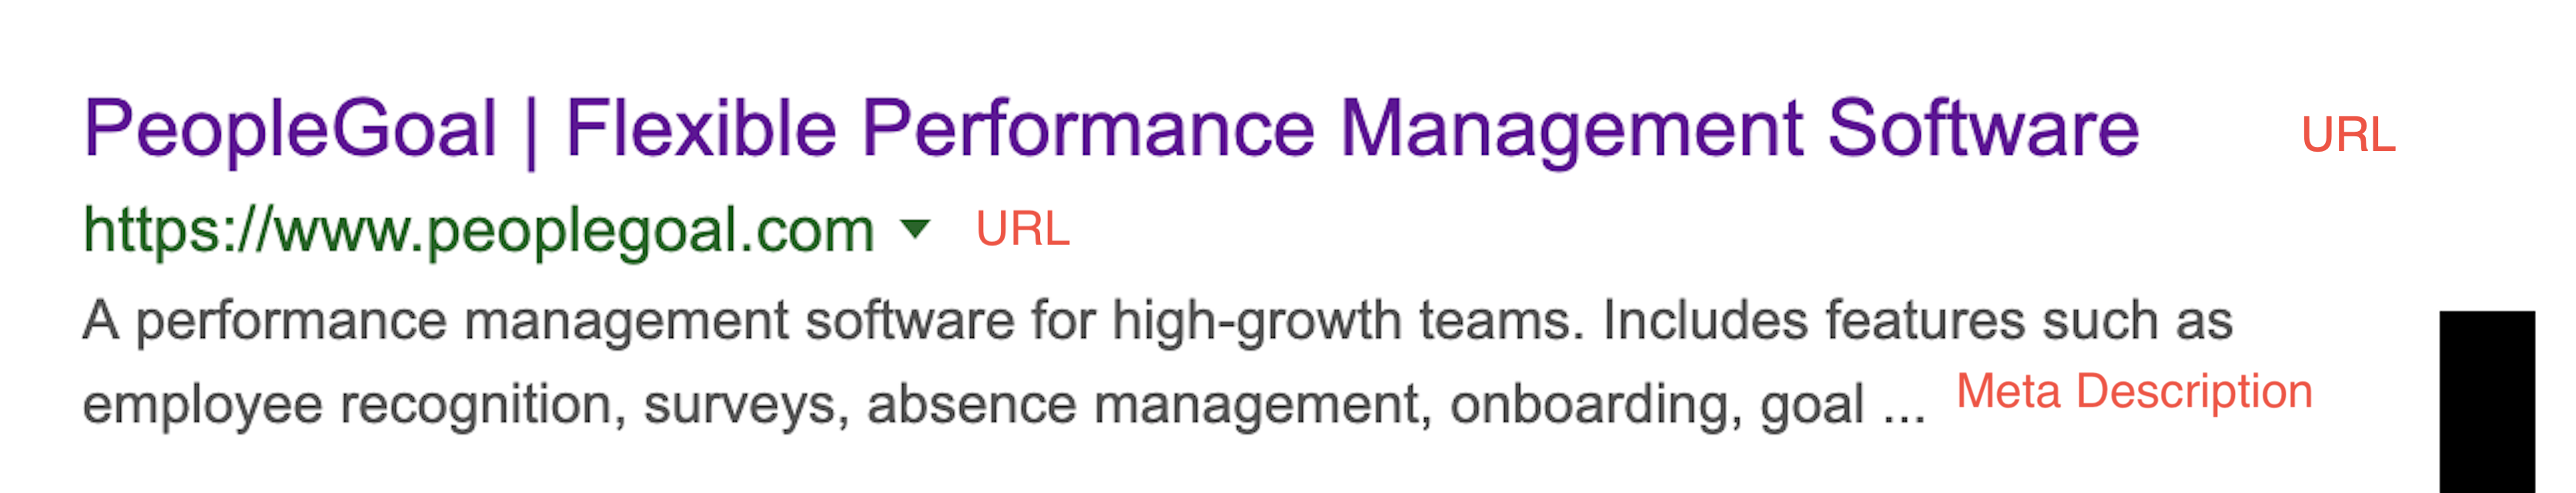 PeopleGoal | Flexible Performance Management Software URL
https://www.peoplegoal.com ▼ URL
A performance management software for high-growth teams. Includes features such as
employee recognition, surveys, absence management, onboarding, goal ... Meta Description